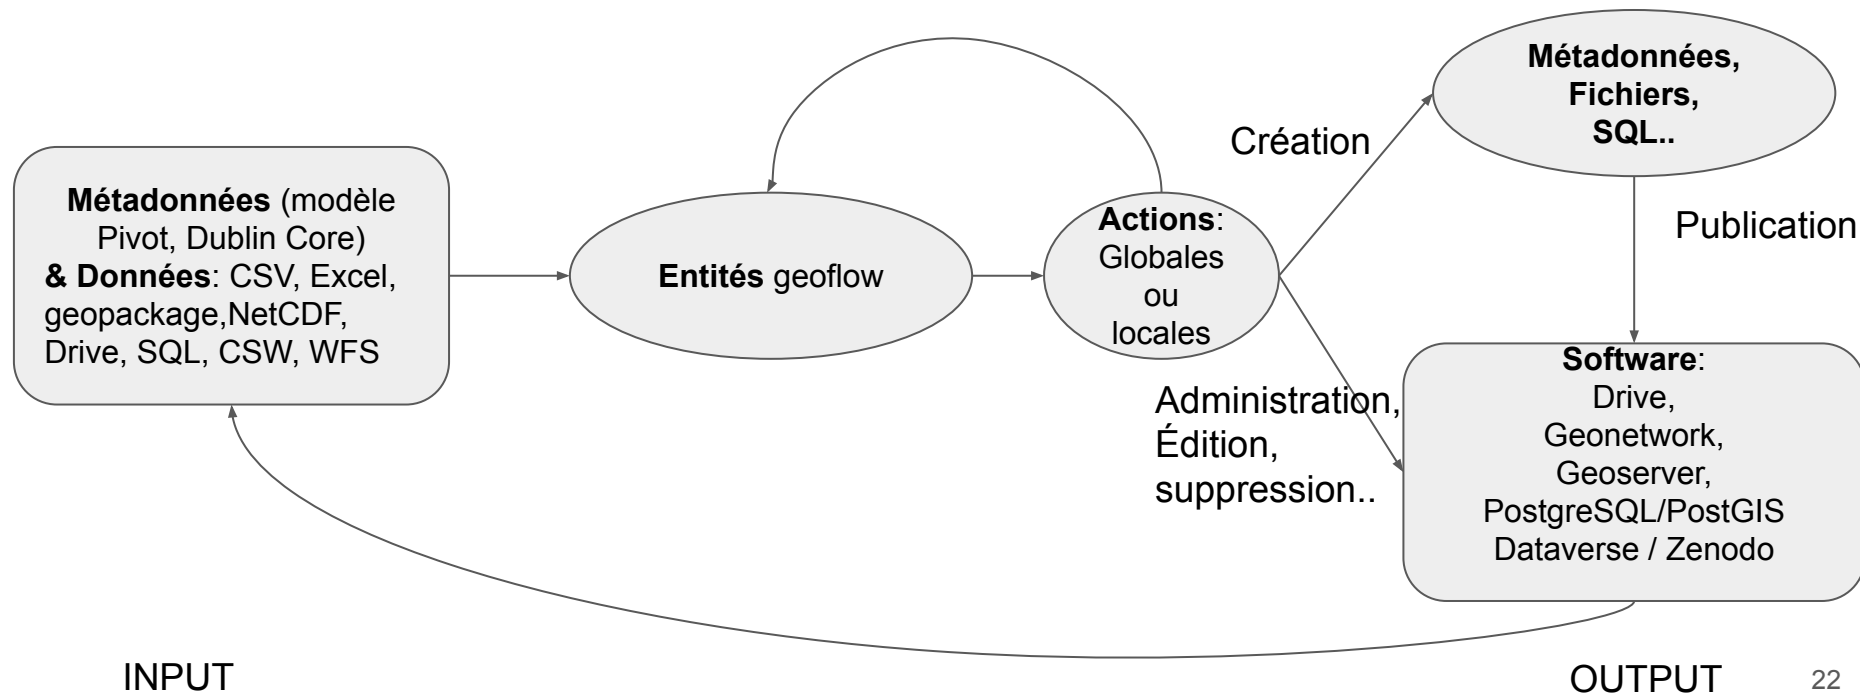 Métadonnées (modèle
Pivot, Dublin Core)
& Données: CSV, Excel,
geopackage,NetCDF,
Drive, SQL, CSW, WFS
Entités geoflow
Actions:
Globales
ou
locales
Création
Métadonnées,
Fichiers,
SQL..
Publication
Administration,
Édition,
suppression..
Software:
Drive,
Geonetwork,
Geoserver,
PostgreSQL/PostGIS
Dataverse / Zenodo
INPUT
OUTPUT
22